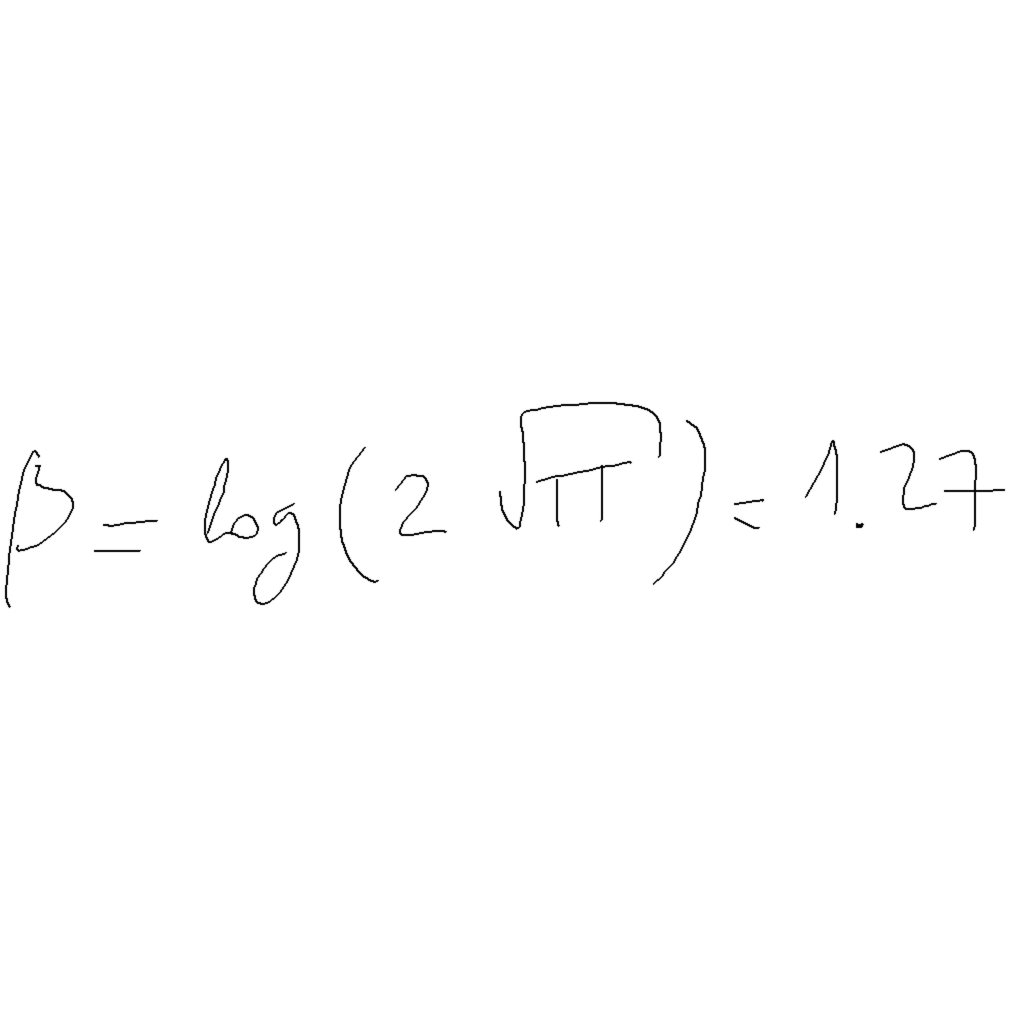 β = log(2√π) = 1.27